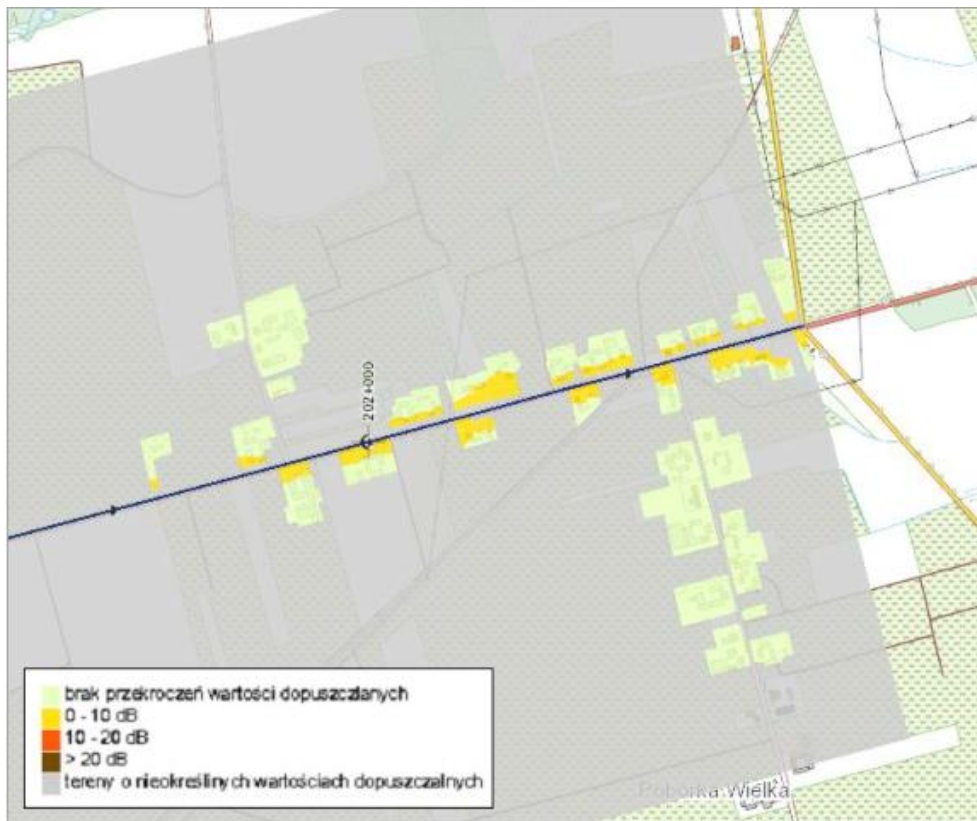 202+000
brak przekroczeń wartości dopuszczlanych
0 - 10 dB
10 - 20 dB
> 20 dB
tereny o nieokreślinych wartościach dopuszczalnych
Poborka Wielka